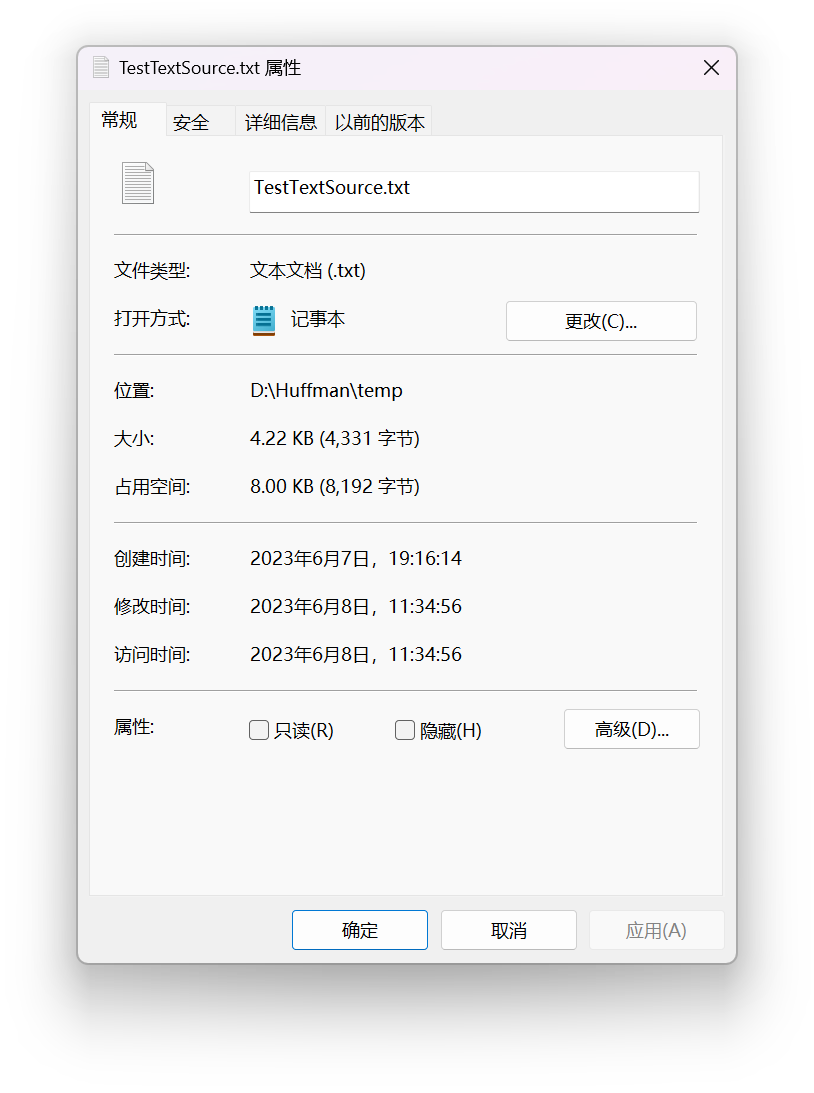 TestTextSource.txt 属性
常规 安全 详细信息 以前的版本
TestTextSource.txt
文件类型: 文本文档 (.txt)
打开方式: 记事本 更改(C)...
位置: D:\Huffman\temp
大小: 4.22 KB (4,331 字节)
占用空间: 8.00 KB (8,192 字节)
创建时间: 2023年6月7日，19:16:14
修改时间: 2023年6月8日，11:34:56
访问时间: 2023年6月8日，11:34:56
属性: 只读(R) 隐藏(H) 高级(D)...
确定 取消 应用(A)